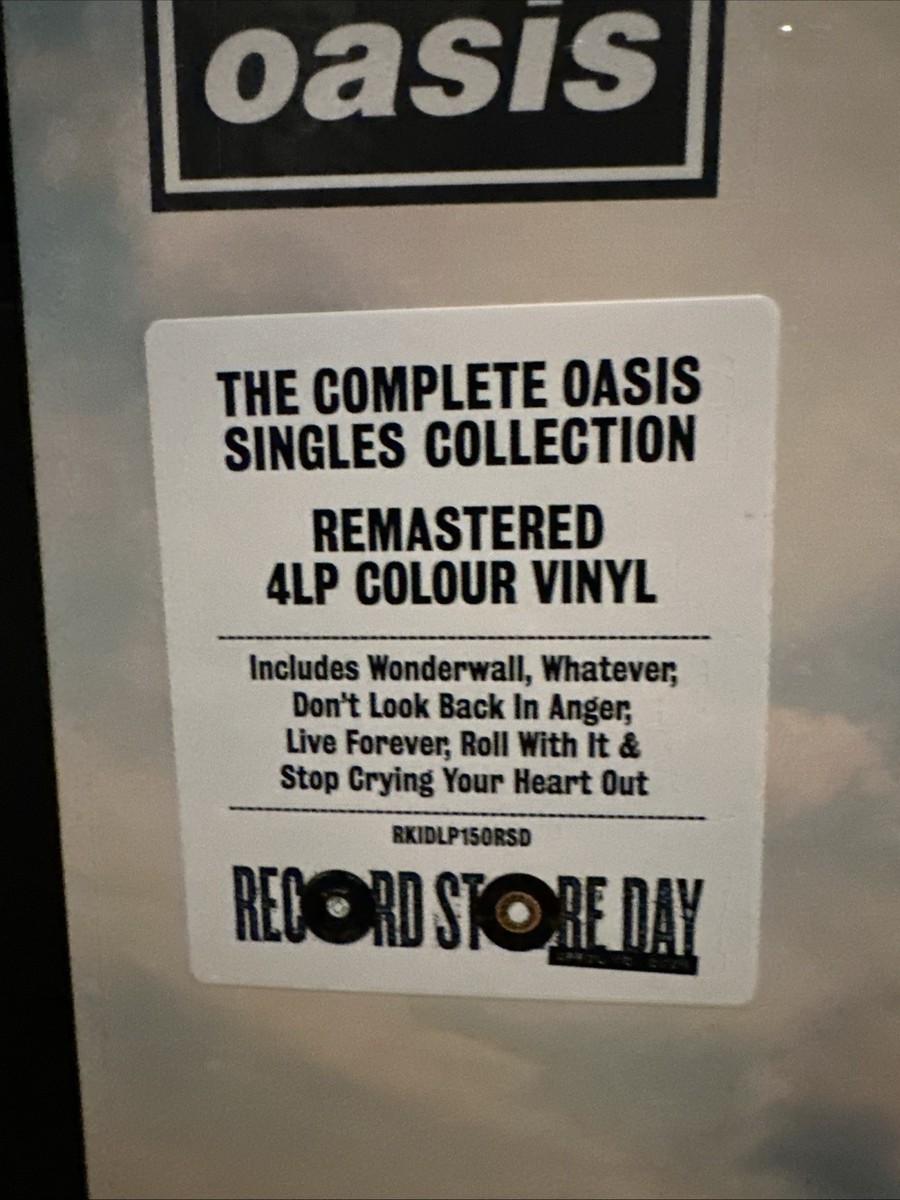 oasis
THE COMPLETE OASIS
SINGLES COLLECTION
REMASTERED
4LP COLOUR VINYL
Includes Wonderwall, Whatever,
Don't Look Back In Anger,
Live Forever, Roll With It &
Stop Crying Your Heart Out
RKIDLP150RSD
RECORD STORE DAY